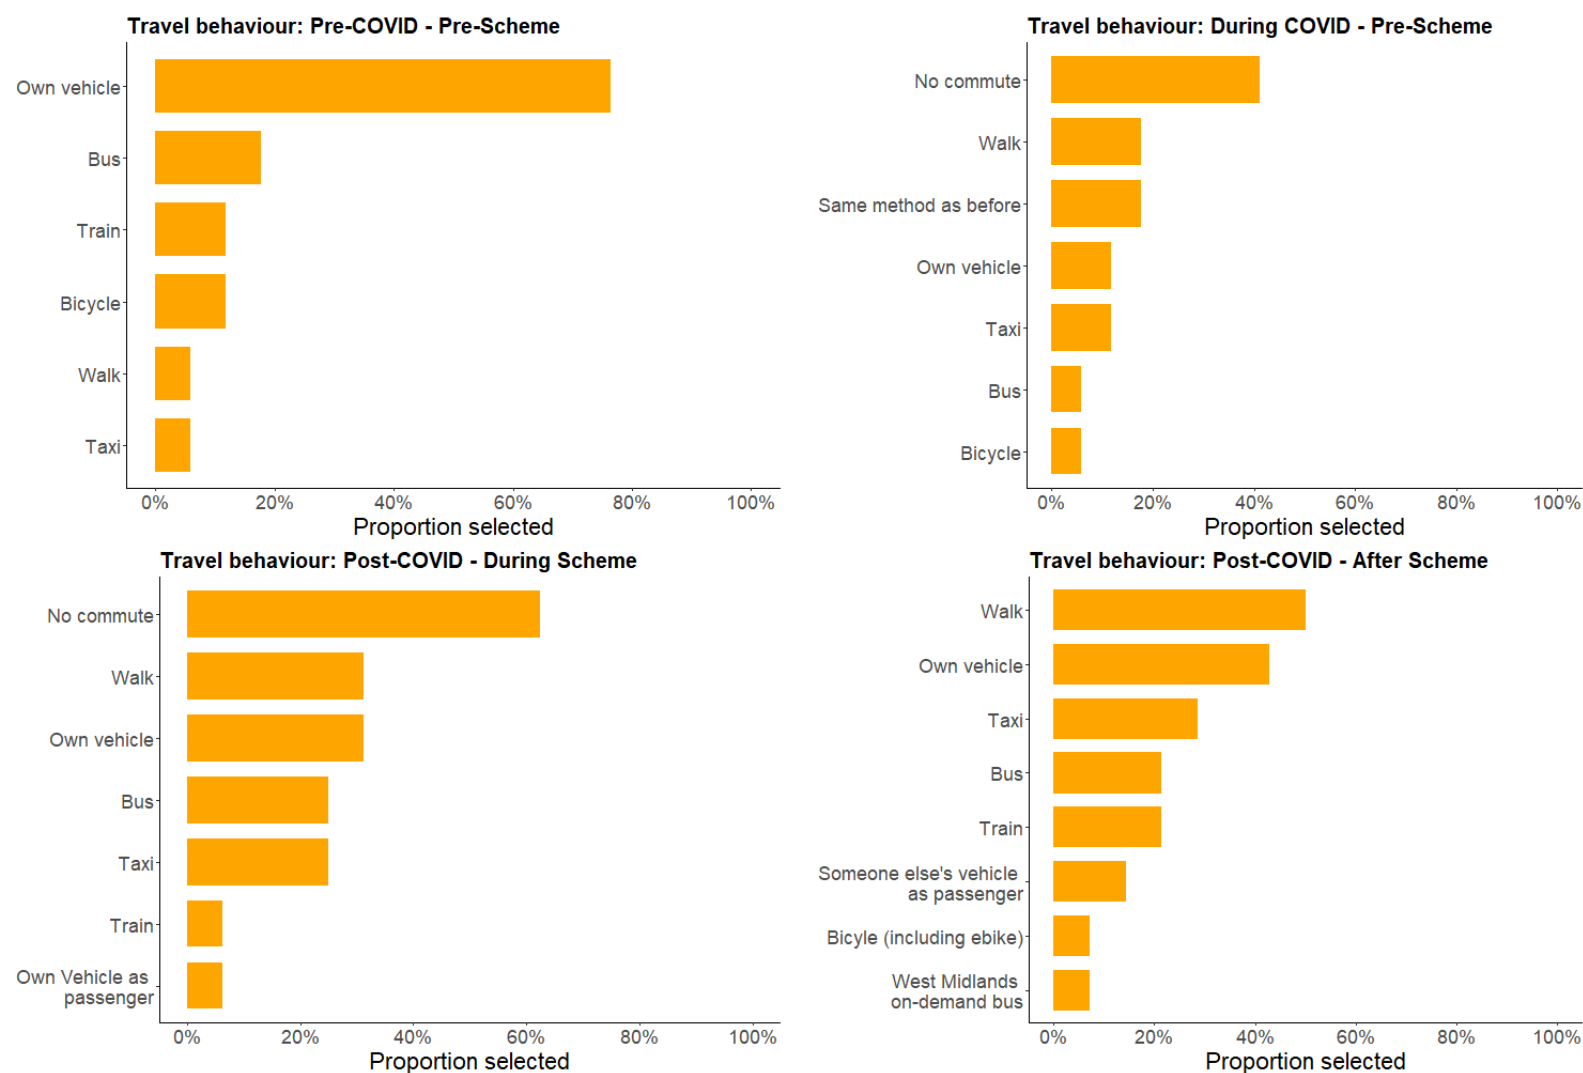 Travel behaviour: Pre-COVID - Pre-Scheme
Own vehicle
Bus
Train
Bicycle
Walk
Taxi
0% 20% 40% 60% 80% 100%
Proportion selected
Travel behaviour: During COVID - Pre-Scheme
No commute
Walk
Same method as before
Own vehicle
Taxi
Bus
Bicycle
0% 20% 40% 60% 80% 100%
Proportion selected
Travel behaviour: Post-COVID - During Scheme
No commute
Walk
Own vehicle
Bus
Taxi
Train
Own Vehicle as
passenger
0% 20% 40% 60% 80% 100%
Proportion selected
Travel behaviour: Post-COVID - After Scheme
Walk
Own vehicle
Taxi
Bus
Train
Someone else's vehicle
as passenger
Bicyle (including ebike)
West Midlands
on-demand bus
0% 20% 40% 60% 80% 100%
Proportion selected